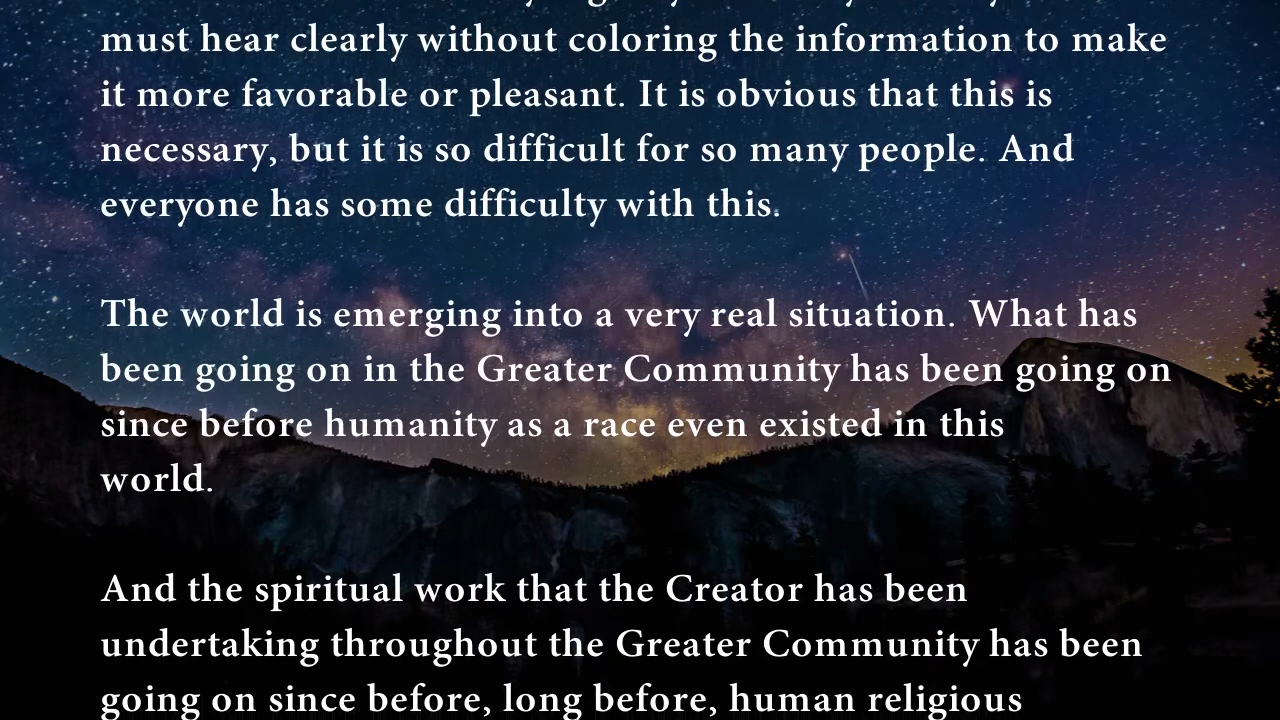 must hear clearly without coloring the information to make
it more favorable or pleasant. It is obvious that this is
necessary, but it is so difficult for so many people. And
everyone has some difficulty with this.
The world is emerging into a very real situation. What has
been going on in the Greater Community has been going on
since before humanity as a race even existed in this
world.
And the spiritual work that the Creator has been
undertaking throughout the Greater Community has been
going on since before, long before, human religious